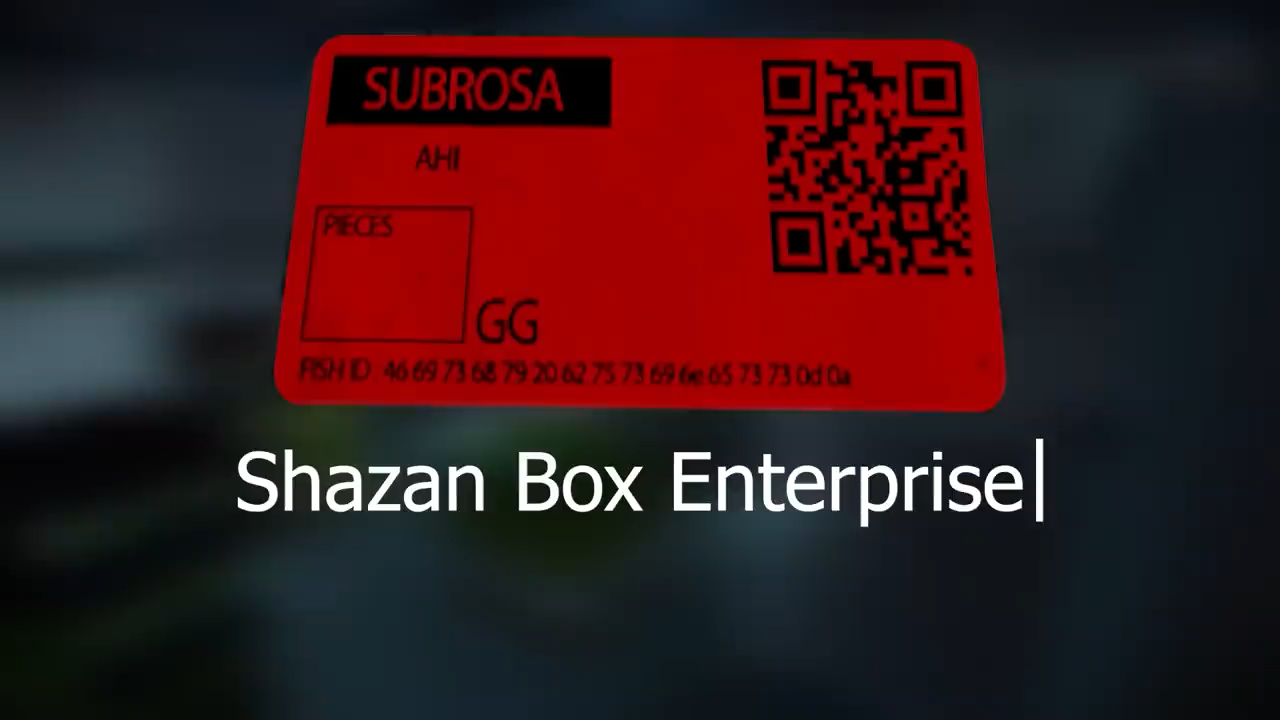 SUBROSA
AHI
PIECES
GG
FISH ID 46 69 73 68 79 20 62 75 73 69 6e 65 73 73 0d 0a
Shazan Box Enterprise